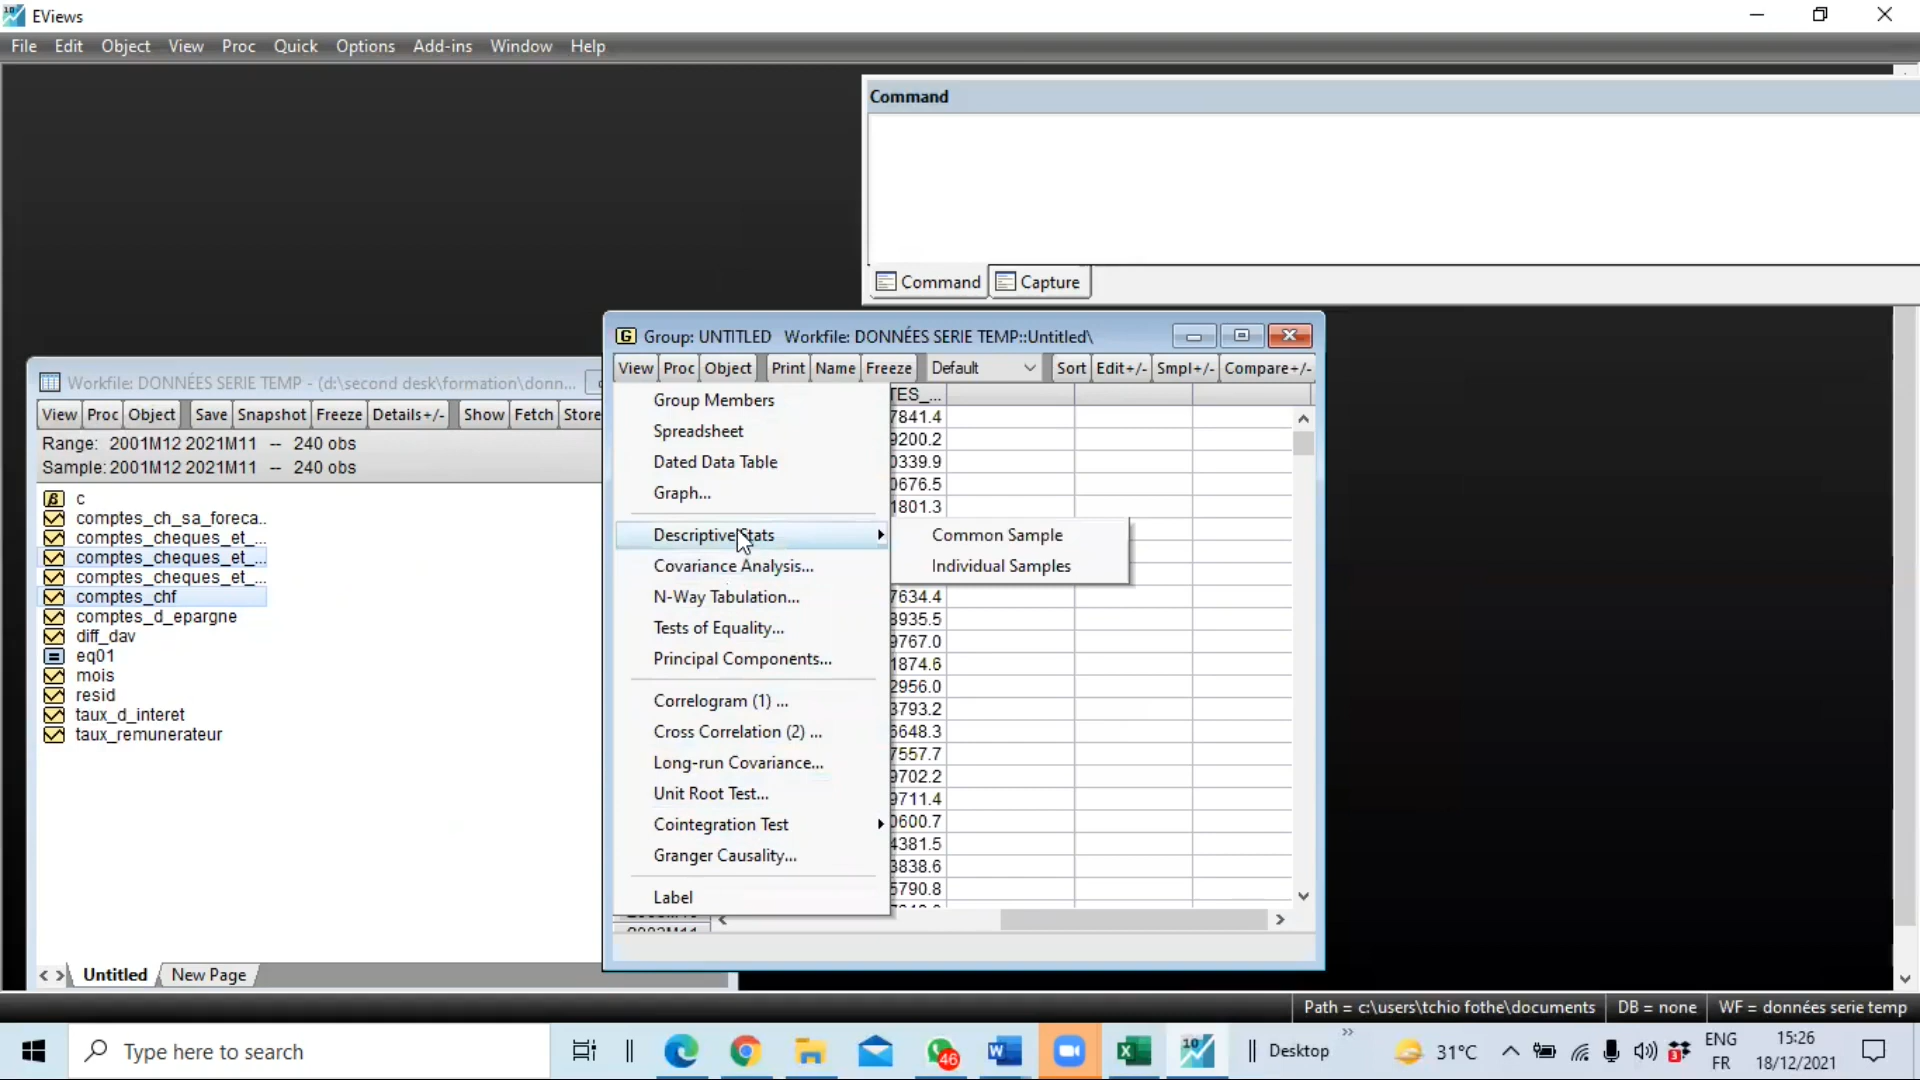 EViews
File Edit Object View Proc Quick Options Add-ins Window Help
Command
Command Capture
Group: UNTITLED Workfile: DONNÉES SERIE TEMP::Untitled\
View Proc Object Print Name Freeze Default Sort Edit+/- Smpl+/- Compare+/-
Group Members
Spreadsheet
Dated Data Table
Graph...
Descriptive Stats
Covariance Analysis...
N-Way Tabulation...
Tests of Equality...
Principal Components...
Correlogram (1) ...
Cross Correlation (2) ...
Long-run Covariance...
Unit Root Test...
Cointegration Test
Granger Causality...
Label
Common Sample
Individual Samples
TES_...
7841.4
9200.2
0339.9
0676.5
1801.3
7634.4
8935.5
9767.0
1874.6
2956.0
3793.2
6648.3
7557.7
9702.2
9711.4
0600.7
4381.5
3838.6
5790.8
Workfile: DONNÉES SERIE TEMP - (d:\second desk\formation\donn...
View Proc Object Save Snapshot Freeze Details+/- Show Fetch Store
Range: 2001M12 2021M11 -- 240 obs
Sample: 2001M12 2021M11 -- 240 obs
c
comptes_ch_sa_foreca..
comptes_cheques_et_...
comptes_cheques_et_...
comptes_cheques_et_...
comptes_chf
comptes_d_epargne
diff_dav
eq01
mois
resid
taux_d_interet
taux_remunerateur
Untitled New Page
Path = c:\users\tchio fothe\documents DB = none WF = données serie temp
Type here to search
46
Desktop
31°C
ENG
FR
15:26
18/12/2021